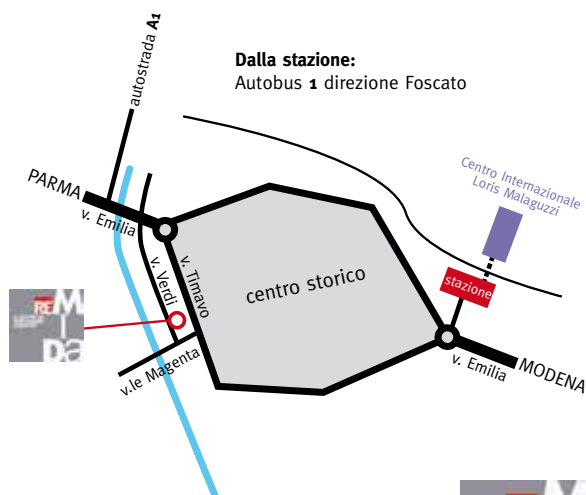 autostrada A1
Dalla stazione:
Autobus 1 direzione Foscato
PARMA
v. Emilia
Centro Internazionale
Loris Malaguzzi
stazione
v. Verdi
v. Timavo
centro storico
REMIDa
v.le Magenta
v. Emilia
MODENA